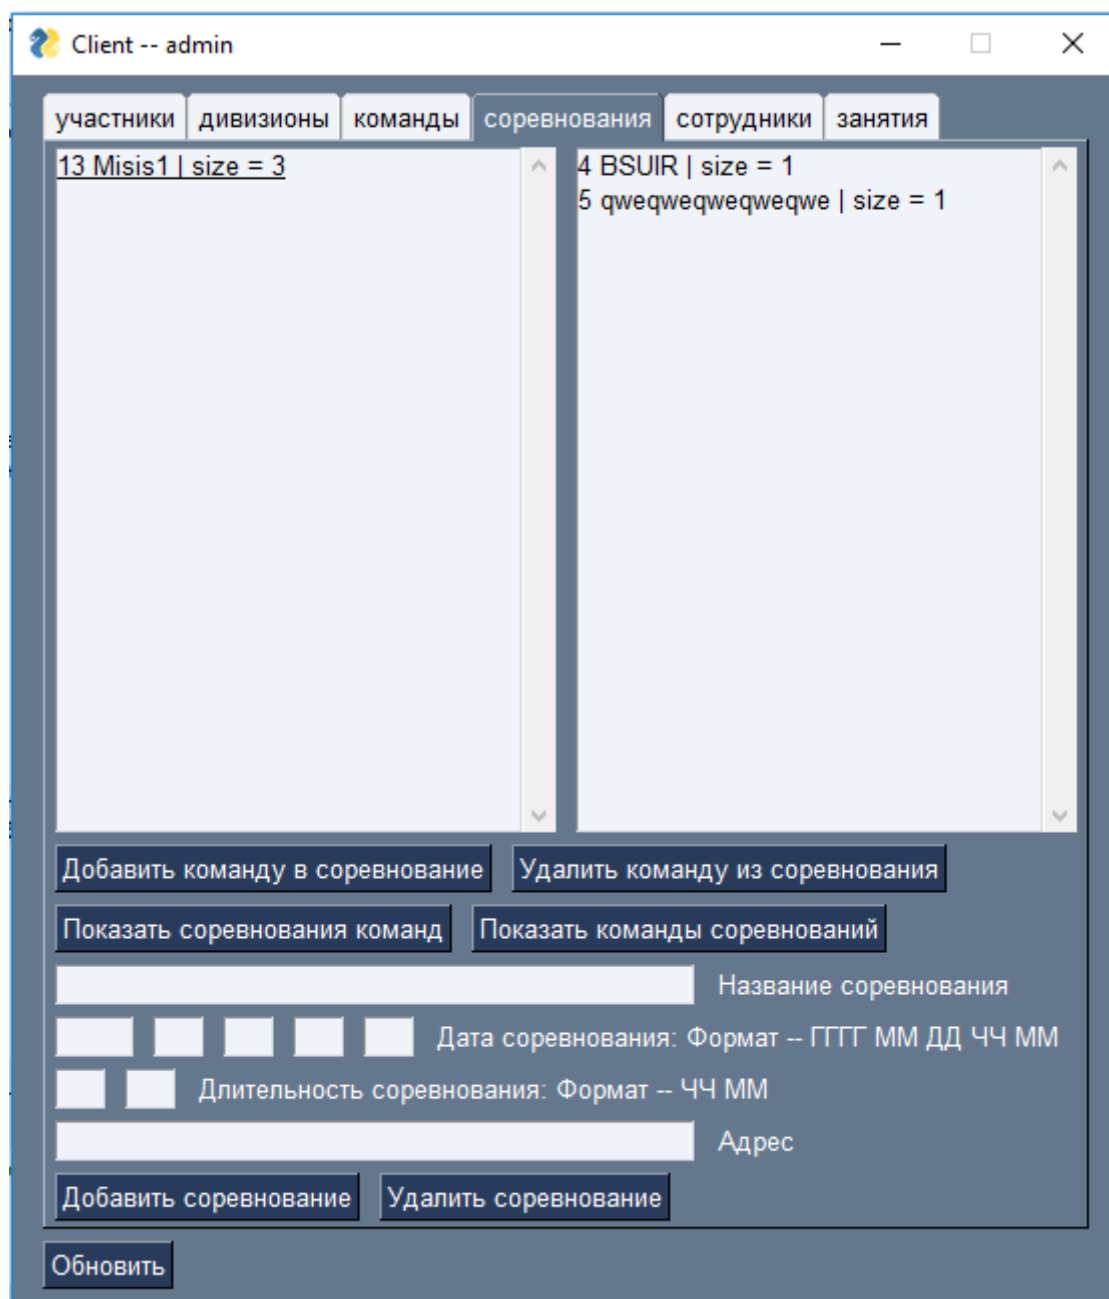 Client -- admin
участники дивизионы команды соревнования сотрудники занятия
13 Misis1 | size = 3
4 BSUIR | size = 1
5 qweqweqweqweqwe | size = 1
Добавить команду в соревнование Удалить команду из соревнования
Показать соревнования команд Показать команды соревнований
Название соревнования
Дата соревнования: Формат -- ГГГГ ММ ДД ЧЧ ММ
Длительность соревнования: Формат -- ЧЧ ММ
Адрес
Добавить соревнование Удалить соревнование
Обновить